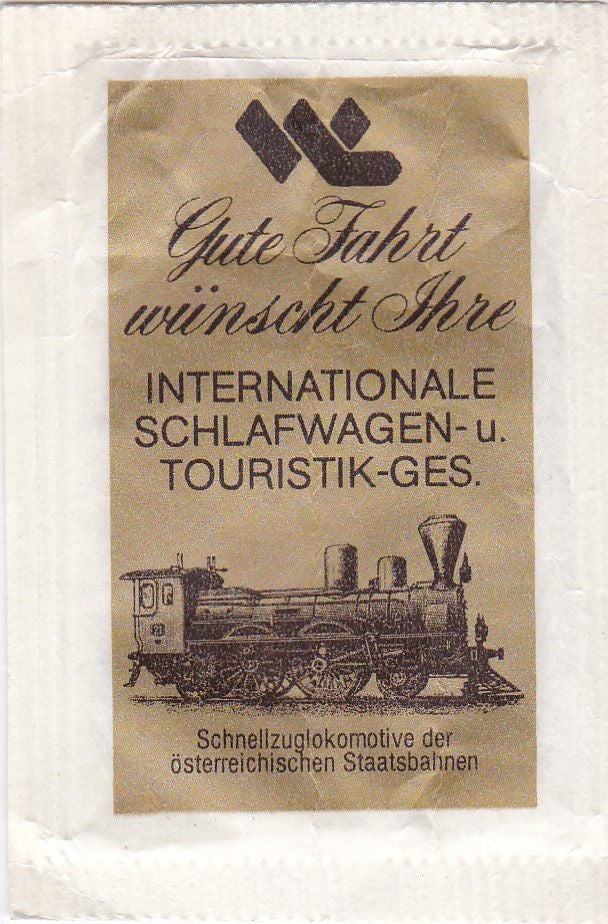 Gute Fahrt
wünscht Ihre
INTERNATIONALE
SCHLAFWAGEN- u.
TOURISTIK-GES.
Schnellzuglokomotive der
österreichischen Staatsbahnen